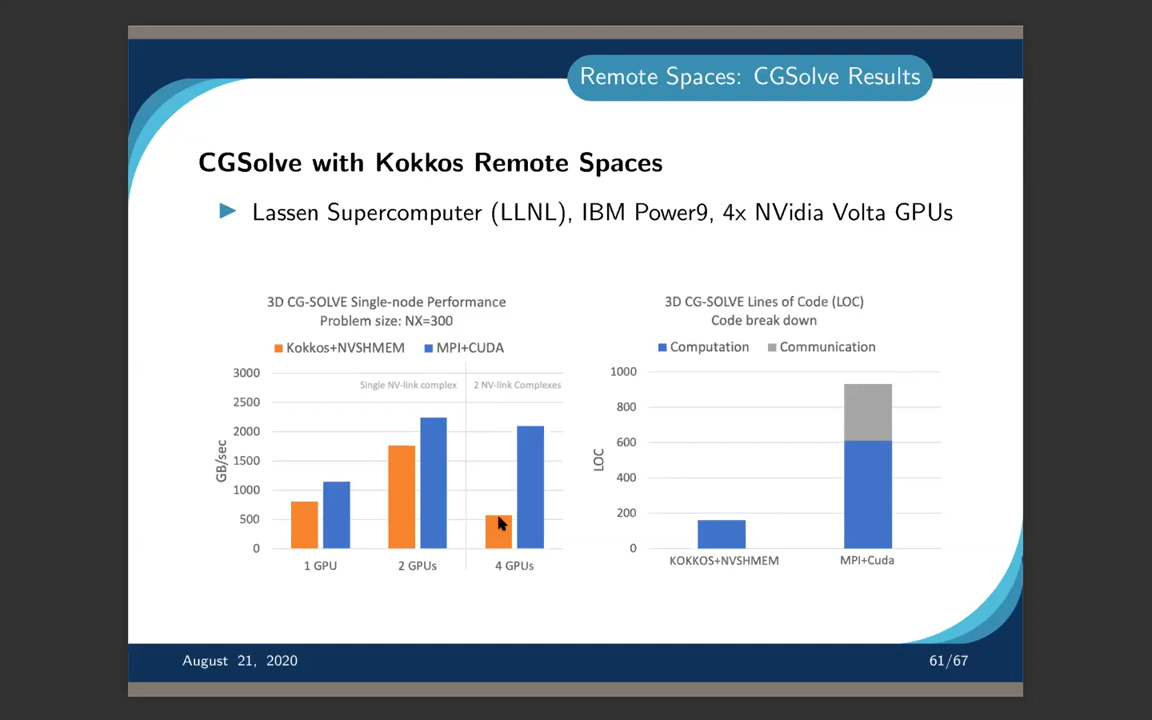 Remote Spaces: CGSolve Results
CGSolve with Kokkos Remote Spaces
Lassen Supercomputer (LLNL), IBM Power9, 4x NVidia Volta GPUs
3D CG-SOLVE Single-node Performance
Problem size: NX=300
Kokkos+NVSHMEM MPI+CUDA
Single NV-link complex 2 NV-link Complexes
3000
2500
2000
1500
1000
500
0
GB/sec
1 GPU 2 GPUs 4 GPUs
3D CG-SOLVE Lines of Code (LOC)
Code break down
Computation Communication
1000
800
600
400
200
0
LOC
KOKKOS+NVSHMEM MPI+Cuda
August 21, 2020 61/67